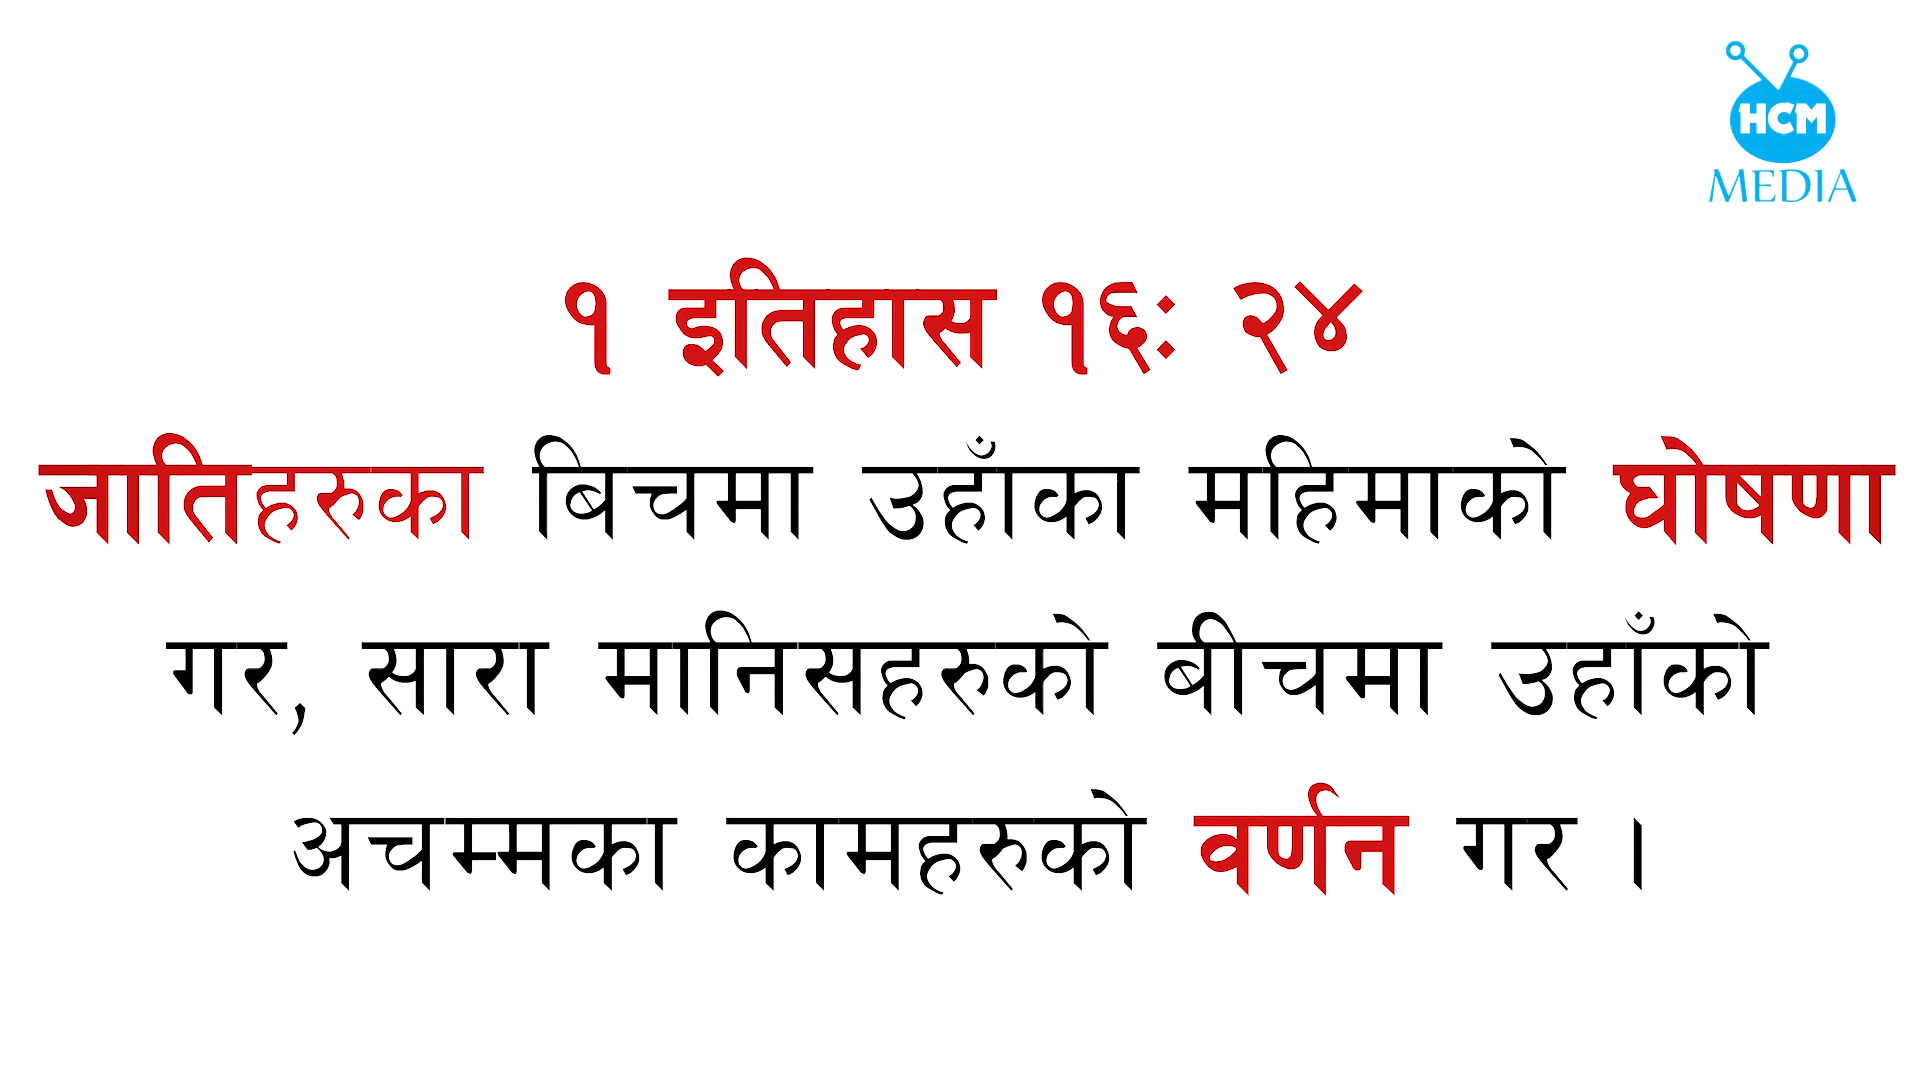 HCM
MEDIA
१ इतिहास १६ः २४
जातिहरुका बिचमा उहाँका महिमाको घोषणा
गर, सारा मानिसहरुको बीचमा उहाँको
अचम्मका कामहरुको वर्णन गर ।